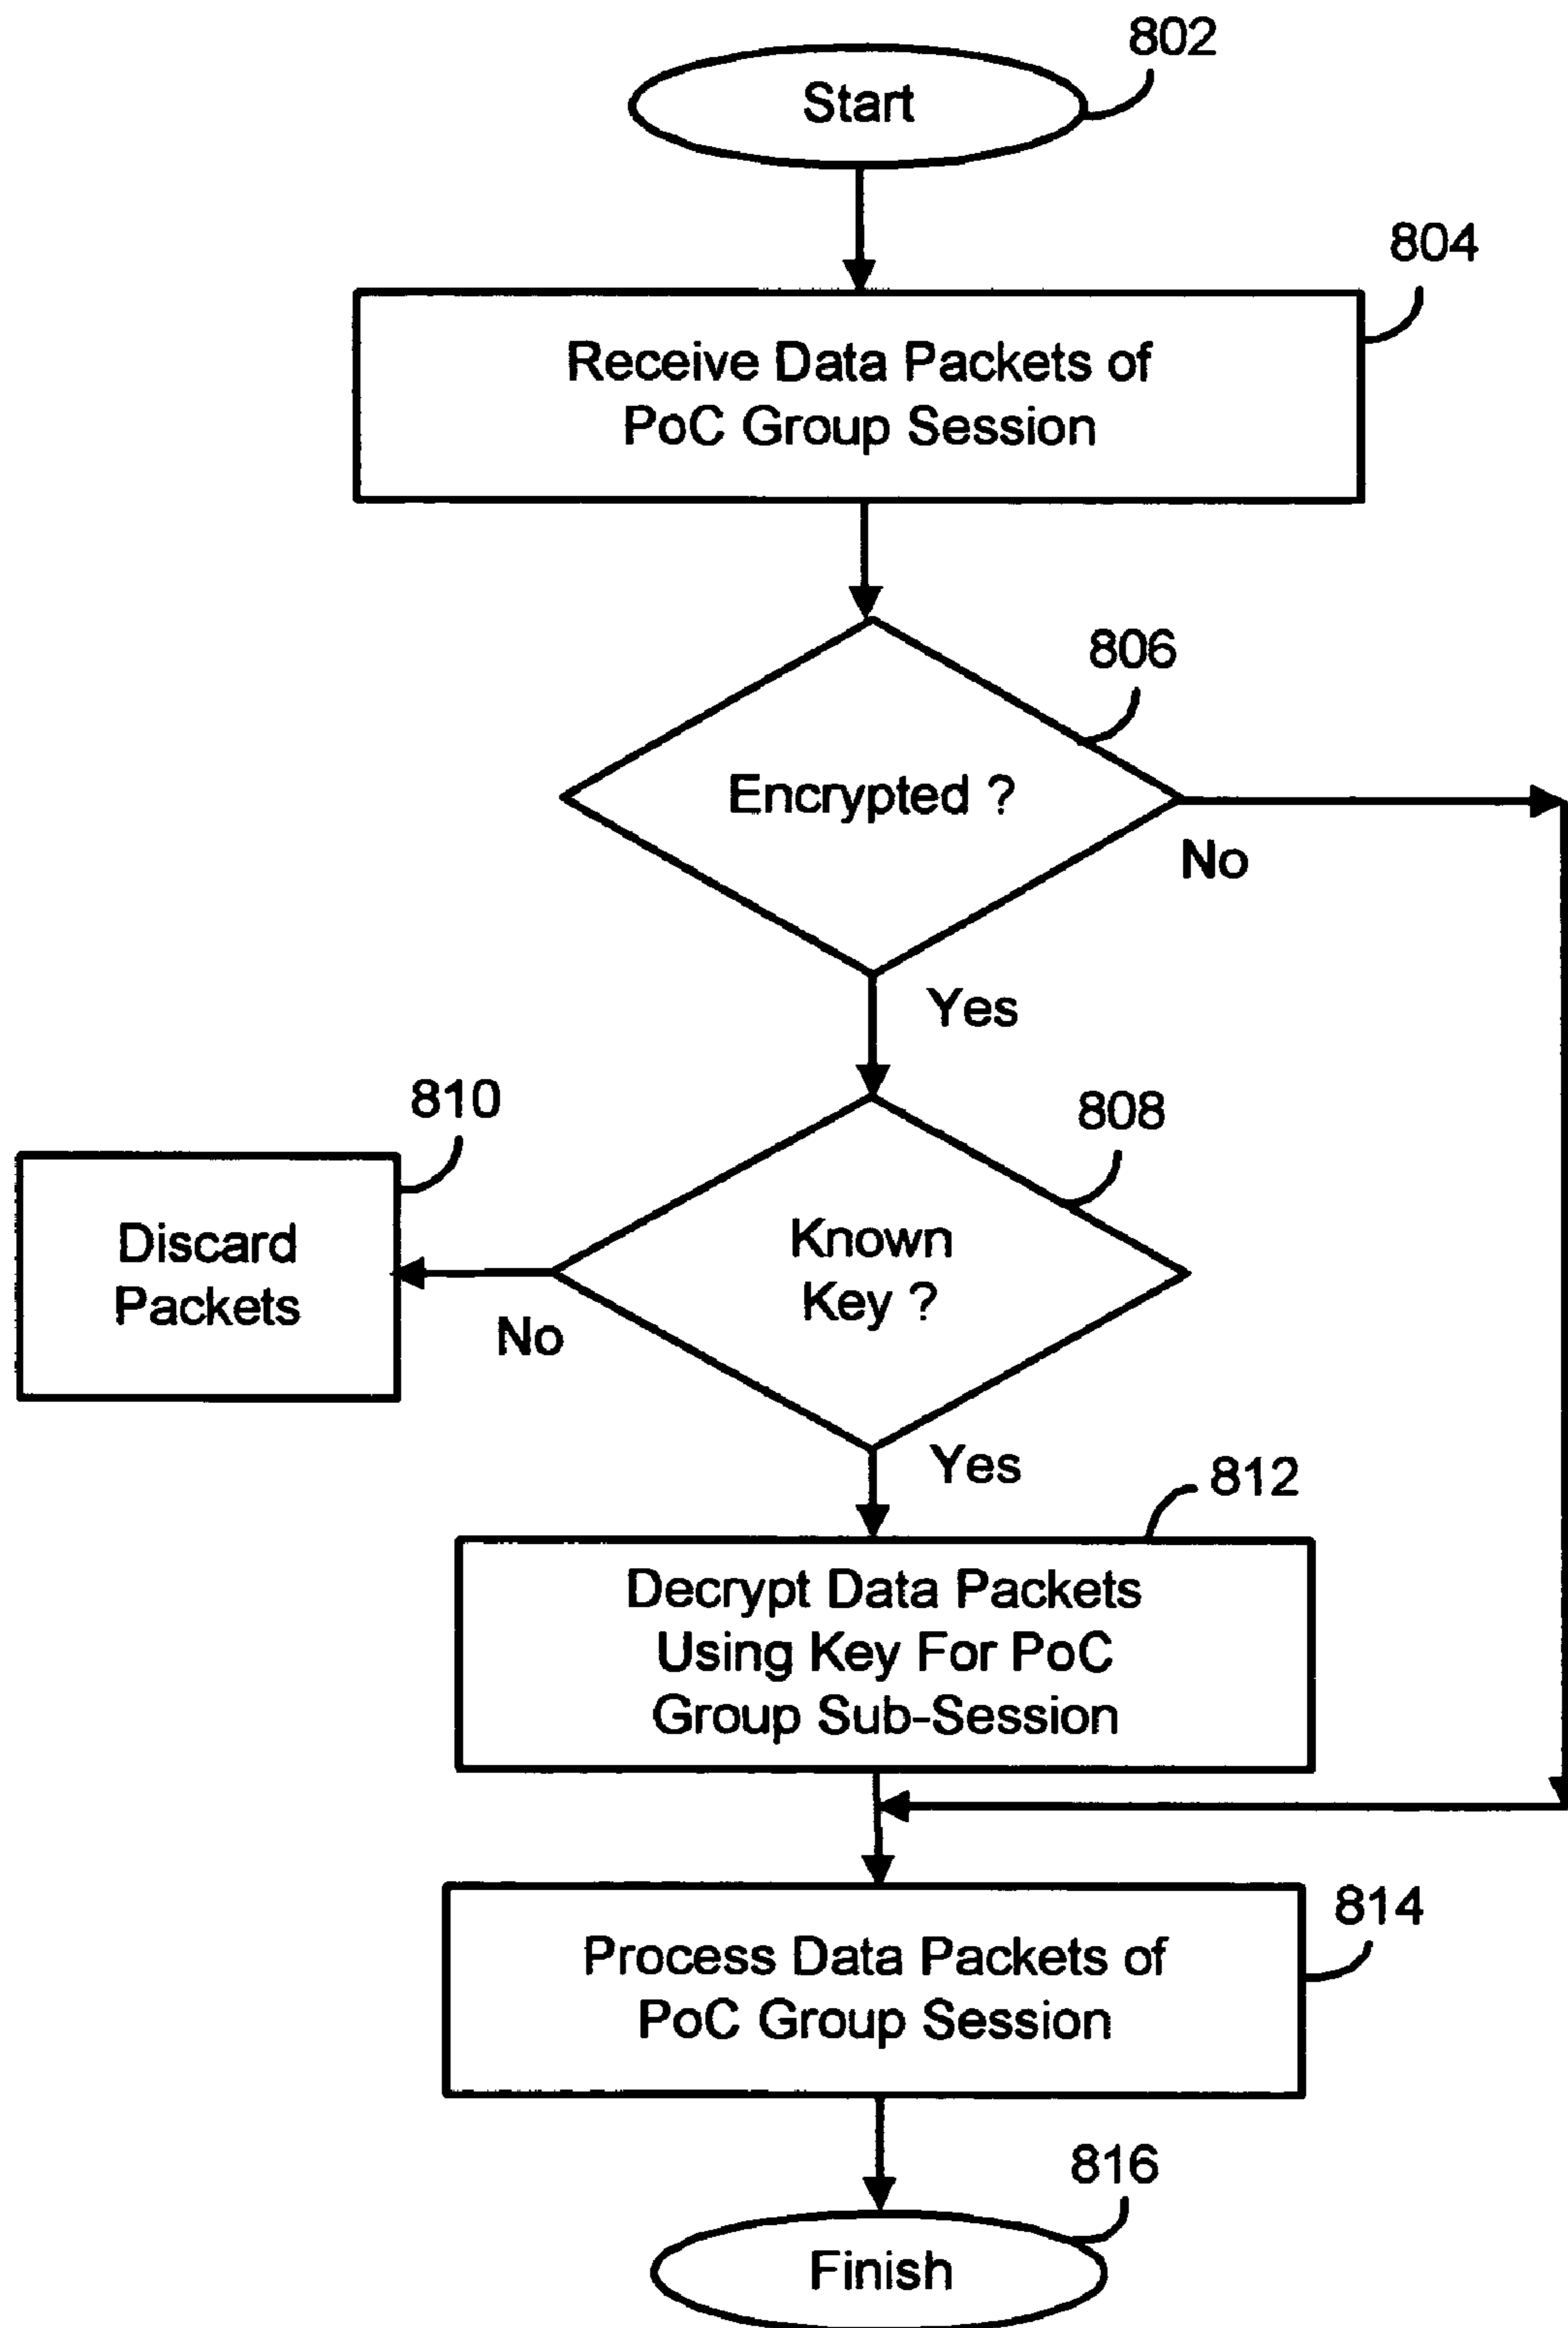 802
Start
804
Receive Data Packets of
PoC Group Session
806
Encrypted ?
No
Yes
810
808
Discard
Packets
Known
Key ?
No
Yes
812
Decrypt Data Packets
Using Key For PoC
Group Sub-Session
814
Process Data Packets of
PoC Group Session
816
Finish